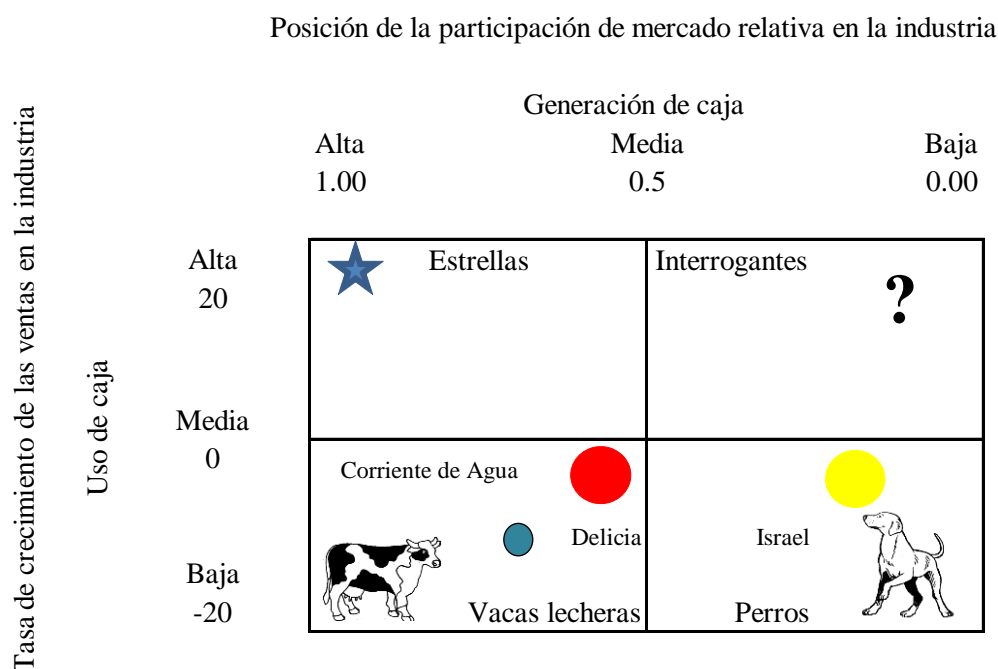 Posición de la participación de mercado relativa en la industria
Generación de caja
Alta Media Baja
1.00 0.5 0.00
Tasa de crecimiento de las ventas en la industria
Uso de caja
Alta
20
Media
0
Baja
-20
Estrellas
Interrogantes
?
Corriente de Agua
Delicia
Israel
Vacas lecheras
Perros